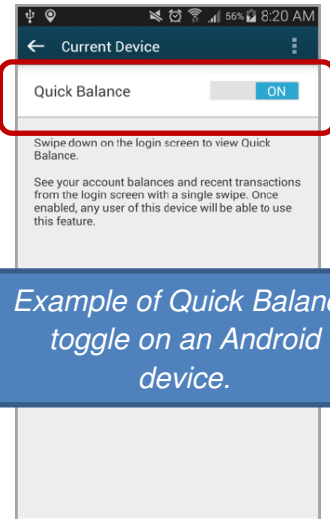 56% 8:20 AM
Current Device
Quick Balance ON
Swipe down on the login screen to view Quick
Balance.
See your account balances and recent transactions
from the login screen with a single swipe. Once
enabled, any user of this device will be able to use
this feature.
Example of Quick Balanc
toggle on an Android
device.